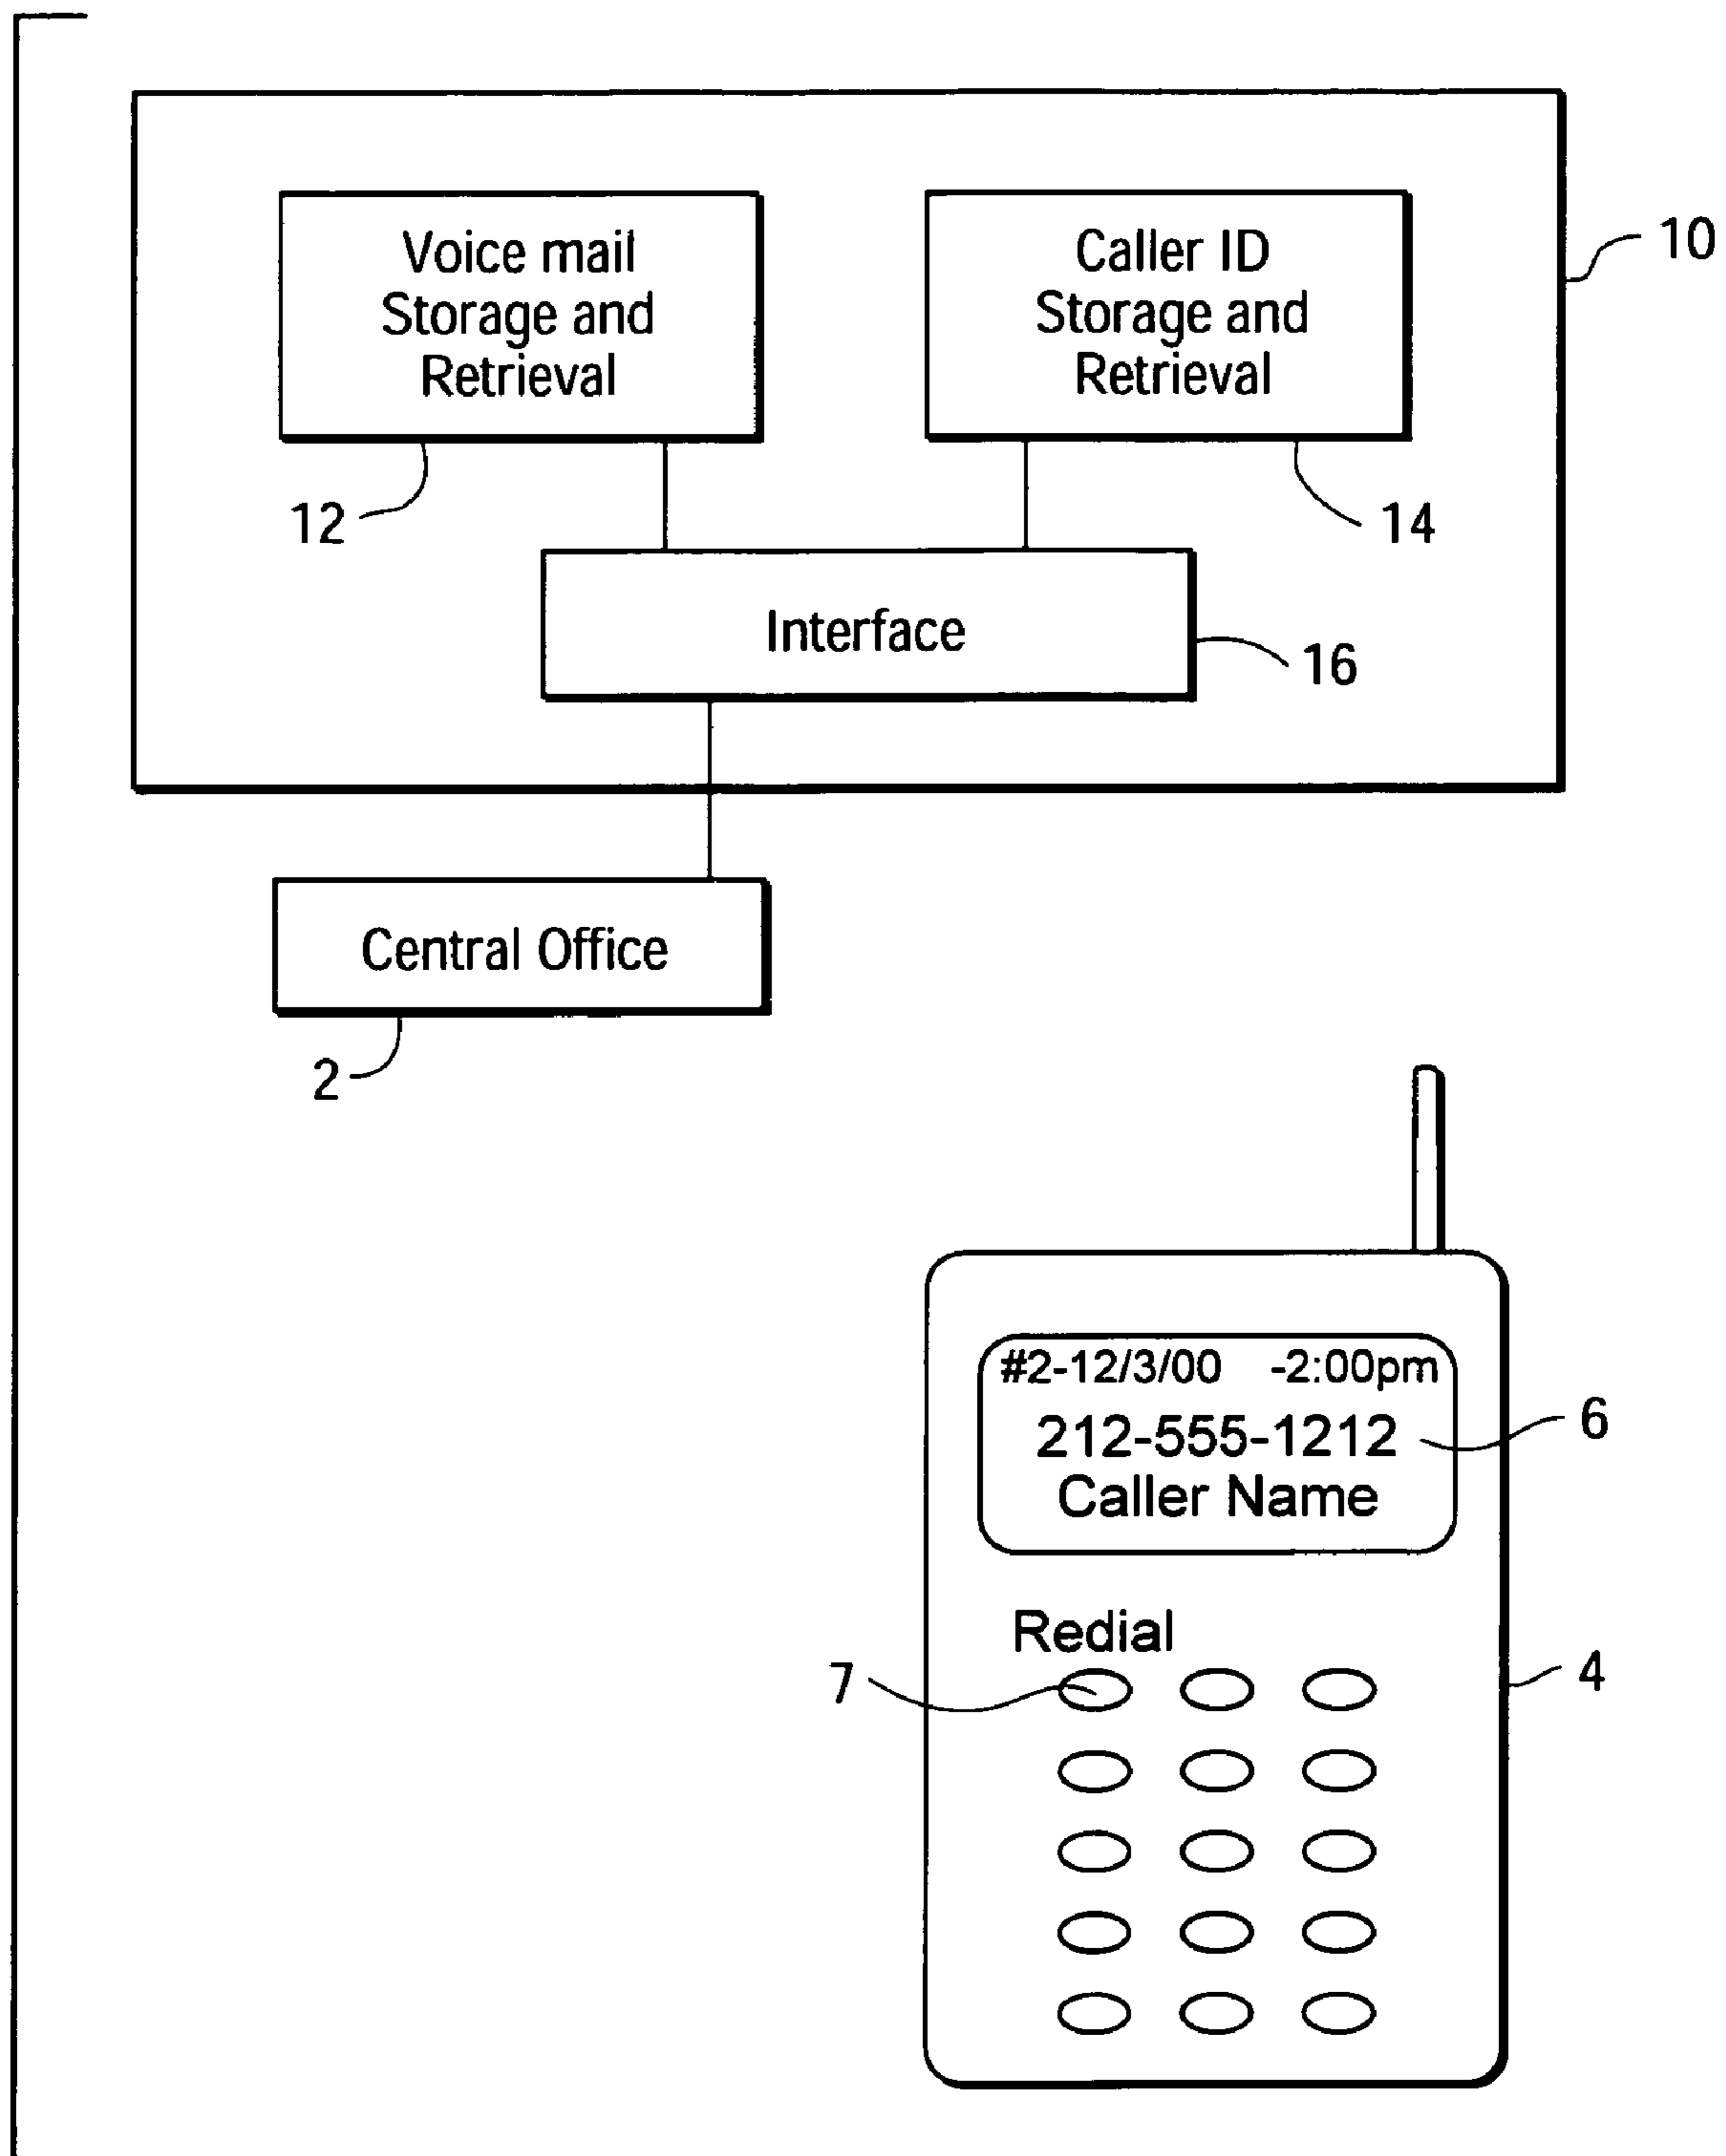 Voice mail
Storage and
Retrieval
Caller ID
Storage and
Retrieval
10
12
14
Interface
16
Central Office
2
#2-12/3/00 -2:00pm
212-555-1212
Caller Name
6
Redial
7
4